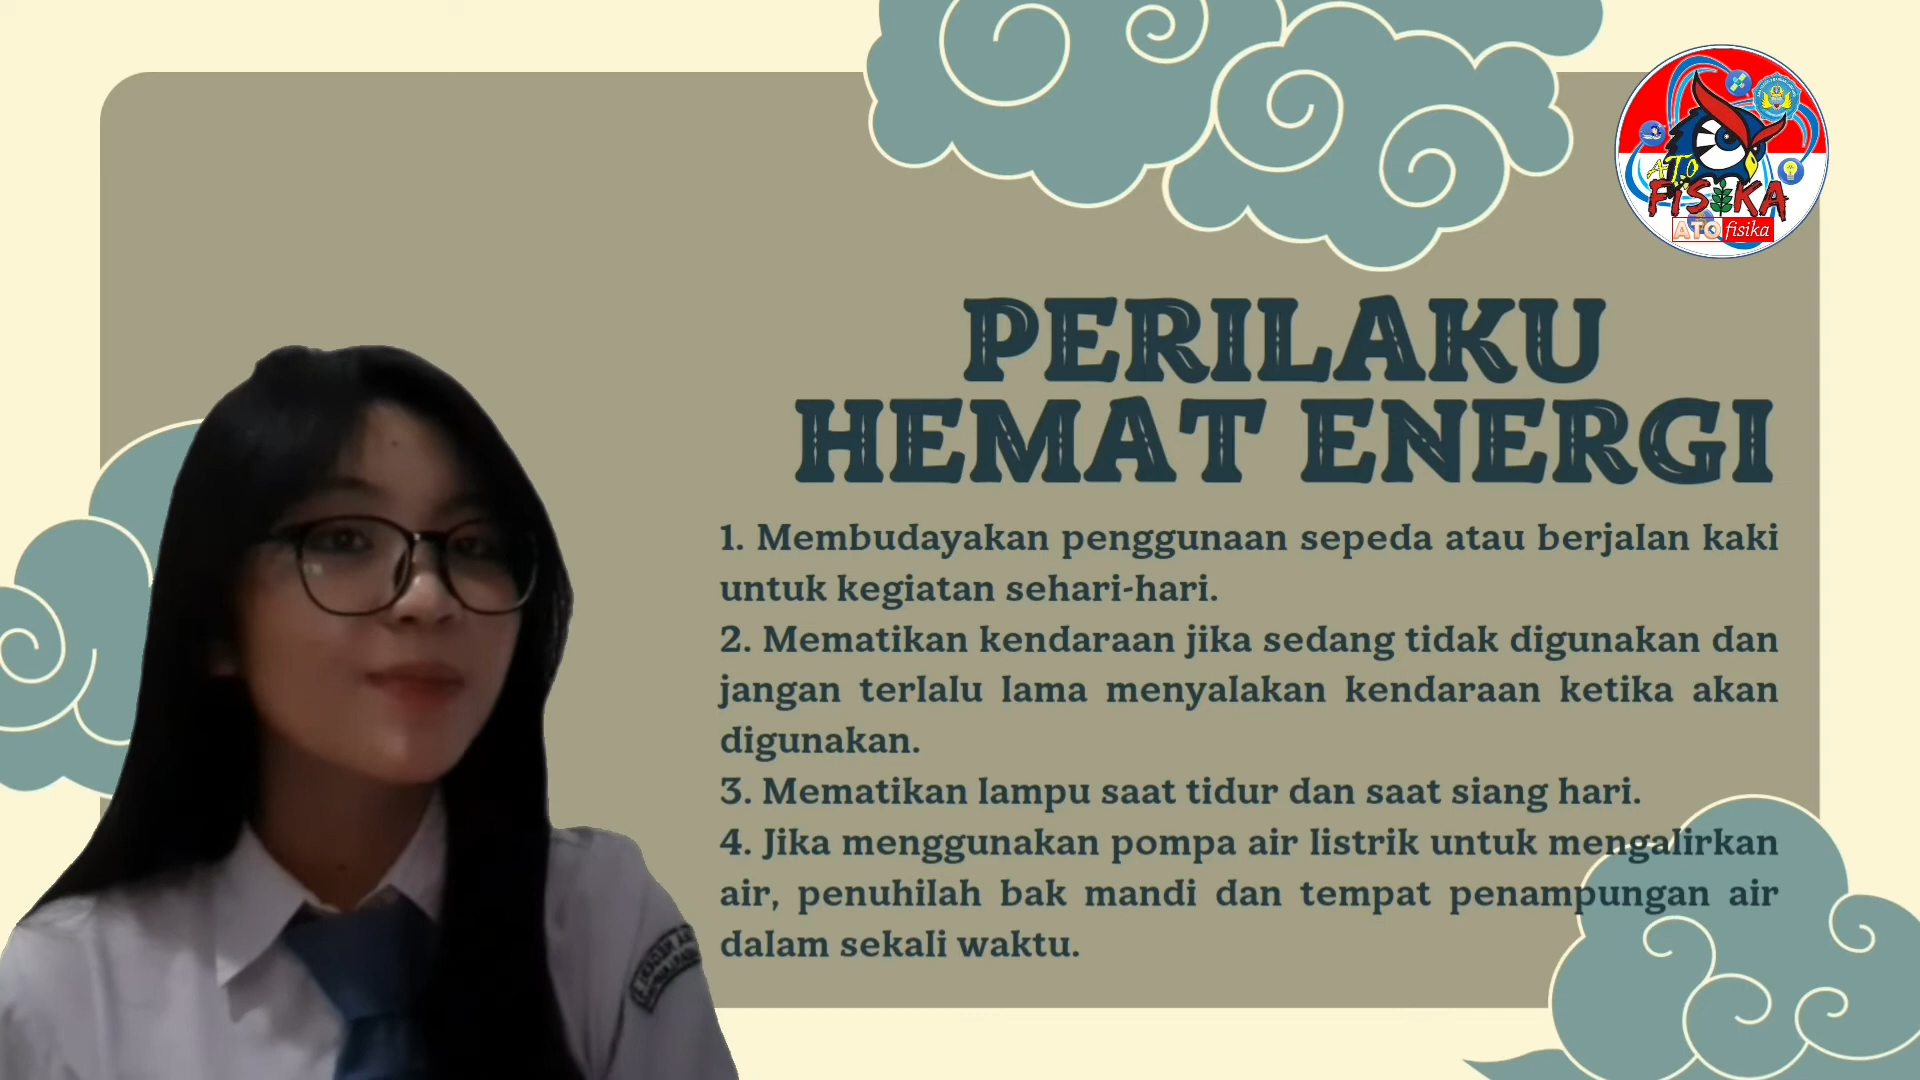 ATO
FISIKA
ATO fisika
PERILAKU
HEMAT ENERGI
1. Membudayakan penggunaan sepeda atau berjalan kaki
untuk kegiatan sehari-hari.
2. Mematikan kendaraan jika sedang tidak digunakan dan
jangan terlalu lama menyalakan kendaraan ketika akan
digunakan.
3. Mematikan lampu saat tidur dan saat siang hari.
4. Jika menggunakan pompa air listrik untuk mengalirkan
air, penuhilah bak mandi dan tempat penampungan air
dalam sekali waktu.